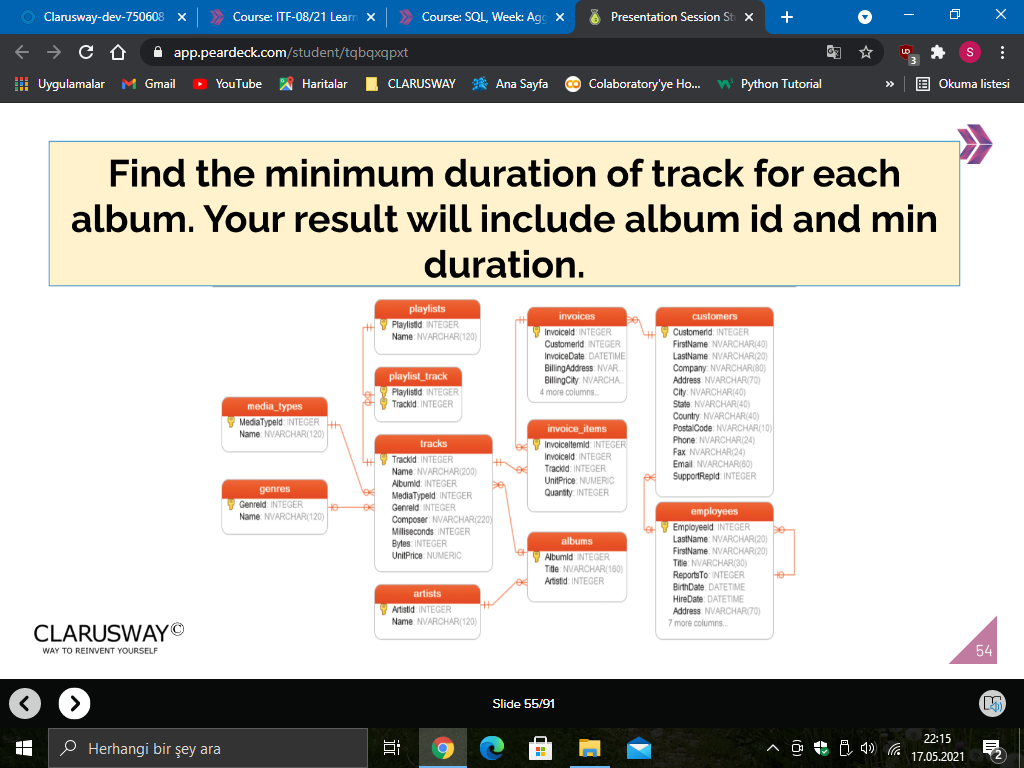 Clarusway-dev-750608
Course: ITF-08/21 Learn
Course: SQL, Week: Agg
Presentation Session St
app.peardeck.com/student/tqbqxqpxt
UD
3
S
Uygulamalar
Gmail
YouTube
Haritalar
CLARUSWAY
Ana Sayfa
Colaboratory'ye Ho...
Python Tutorial
»
Okuma listesi
Find the minimum duration of track for each
album. Your result will include album id and min
duration.
playlists
PlaylistId: INTEGER
Name: NVARCHAR(120)
playlist_track
PlaylistId: INTEGER
TrackId: INTEGER
media_types
MediaTypeId: INTEGER
Name: NVARCHAR(120)
genres
GenreId: INTEGER
Name: NVARCHAR(120)
tracks
TrackId: INTEGER
Name: NVARCHAR(200)
AlbumId: INTEGER
MediaTypeId: INTEGER
GenreId: INTEGER
Composer: NVARCHAR(220)
Milliseconds: INTEGER
Bytes: INTEGER
UnitPrice: NUMERIC
artists
ArtistId: INTEGER
Name: NVARCHAR(120)
invoices
InvoiceId: INTEGER
CustomerId: INTEGER
InvoiceDate: DATETIME
BillingAddress: NVAR...
BillingCity: NVARCHA...
4 more columns...
invoice_items
InvoiceItemId: INTEGER
InvoiceId: INTEGER
TrackId: INTEGER
UnitPrice: NUMERIC
Quantity: INTEGER
albums
AlbumId: INTEGER
Title: NVARCHAR(160)
ArtistId: INTEGER
customers
CustomerId: INTEGER
FirstName: NVARCHAR(40)
LastName: NVARCHAR(20)
Company: NVARCHAR(80)
Address: NVARCHAR(70)
City: NVARCHAR(40)
State: NVARCHAR(40)
Country: NVARCHAR(40)
PostalCode: NVARCHAR(10)
Phone: NVARCHAR(24)
Fax: NVARCHAR(24)
Email: NVARCHAR(60)
SupportRepId: INTEGER
employees
EmployeeId: INTEGER
LastName: NVARCHAR(20)
FirstName: NVARCHAR(20)
Title: NVARCHAR(30)
ReportsTo: INTEGER
BirthDate: DATETIME
HireDate: DATETIME
Address: NVARCHAR(70)
7 more columns...
CLARUSWAY©
WAY TO REINVENT YOURSELF
54
Slide 55/91
Herhangi bir şey ara
22:15
17.05.2021
2